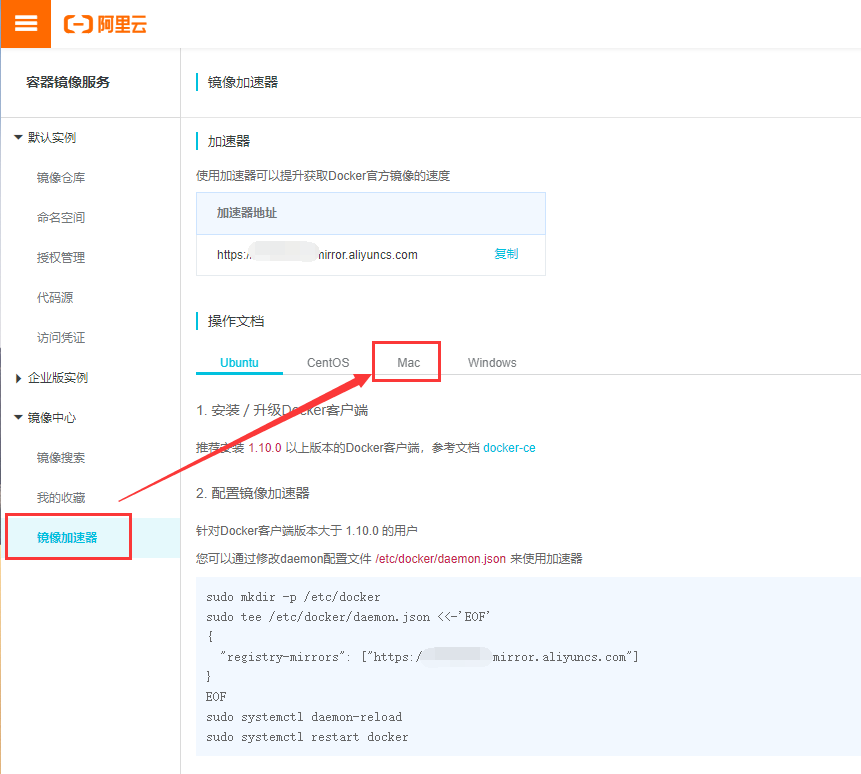 阿里云
容器镜像服务
镜像加速器
默认实例
镜像仓库
命名空间
授权管理
代码源
访问凭证
企业版实例
镜像中心
镜像搜索
我的收藏
镜像加速器
加速器
使用加速器可以提升获取Docker官方镜像的速度
加速器地址
https:/ mirror.aliyuncs.com 复制
操作文档
Ubuntu CentOS Mac Windows
1. 安装 / 升级Docker客户端
推荐安装 1.10.0 以上版本的Docker客户端，参考文档 docker-ce
2. 配置镜像加速器
针对Docker客户端版本大于 1.10.0 的用户
您可以通过修改daemon配置文件 /etc/docker/daemon.json 来使用加速器
sudo mkdir -p /etc/docker
sudo tee /etc/docker/daemon.json <<-'EOF'
{
"registry-mirrors": ["https:/ mirror.aliyuncs.com"]
}
EOF
sudo systemctl daemon-reload
sudo systemctl restart docker